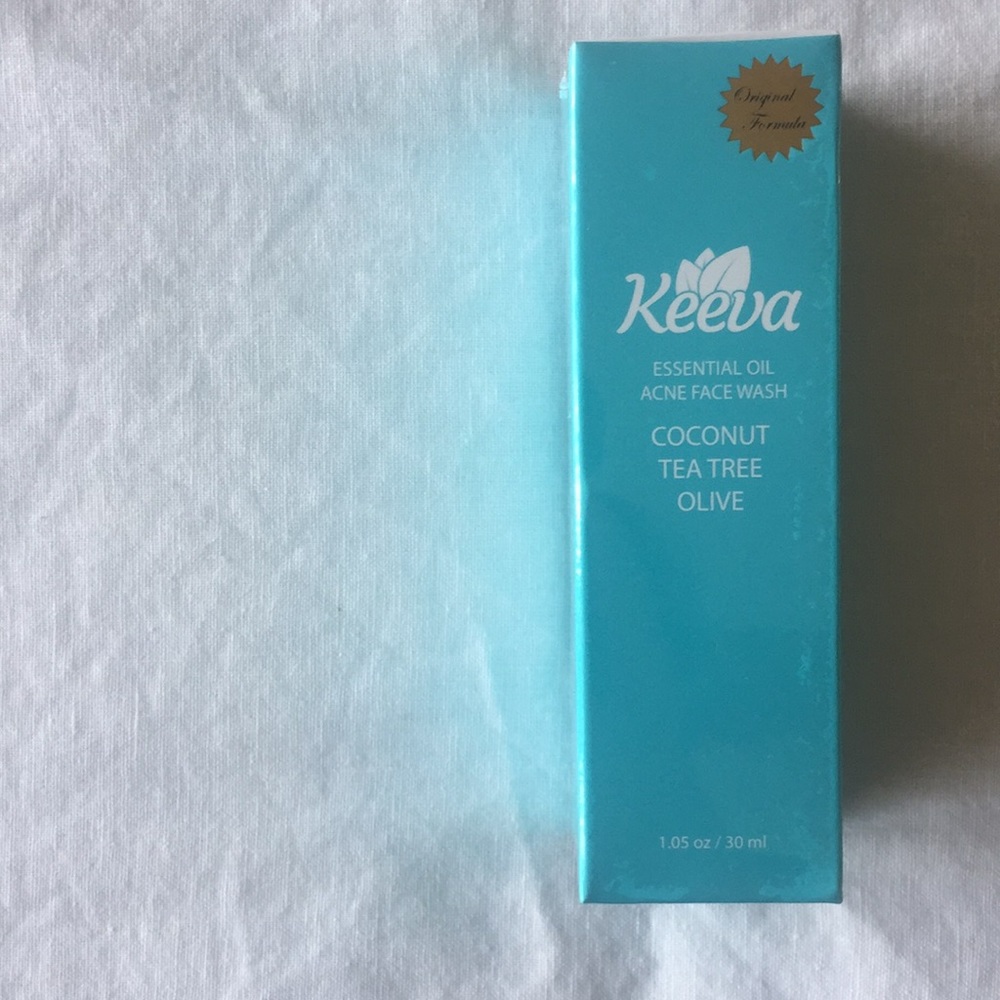 Original
Formula
Keeva
ESSENTIAL OIL
ACNE FACE WASH
COCONUT
TEA TREE
OLIVE
1.05 oz / 30 ml